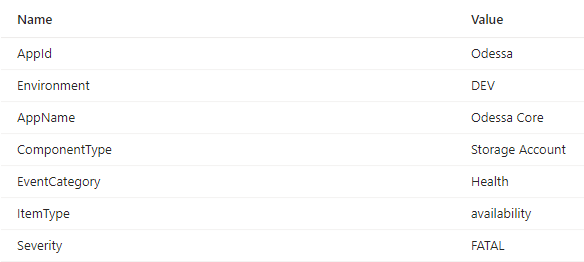 Name Value
AppId Odessa
Environment DEV
AppName Odessa Core
ComponentType Storage Account
EventCategory Health
ItemType availability
Severity FATAL